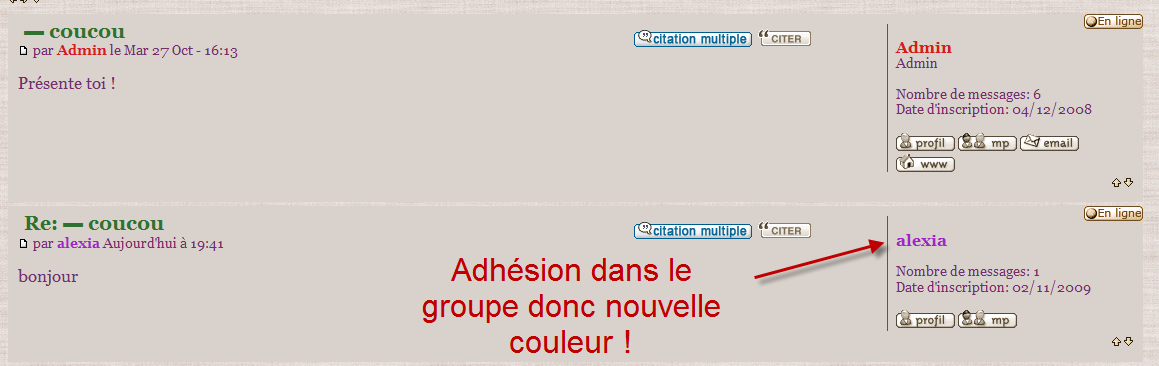 En ligne
▬ coucou
par Admin le Mar 27 Oct - 16:13
citation multiple
CITER
Présente toi !
Admin
Admin
Nombre de messages: 6
Date d'inscription: 04/12/2008
profil
mp
email
www
En ligne
Re: ▬ coucou
par alexia Aujourd'hui à 19:41
citation multiple
CITER
bonjour
Adhésion dans le
groupe donc nouvelle
couleur !
alexia
Nombre de messages: 1
Date d'inscription: 02/11/2009
profil
mp